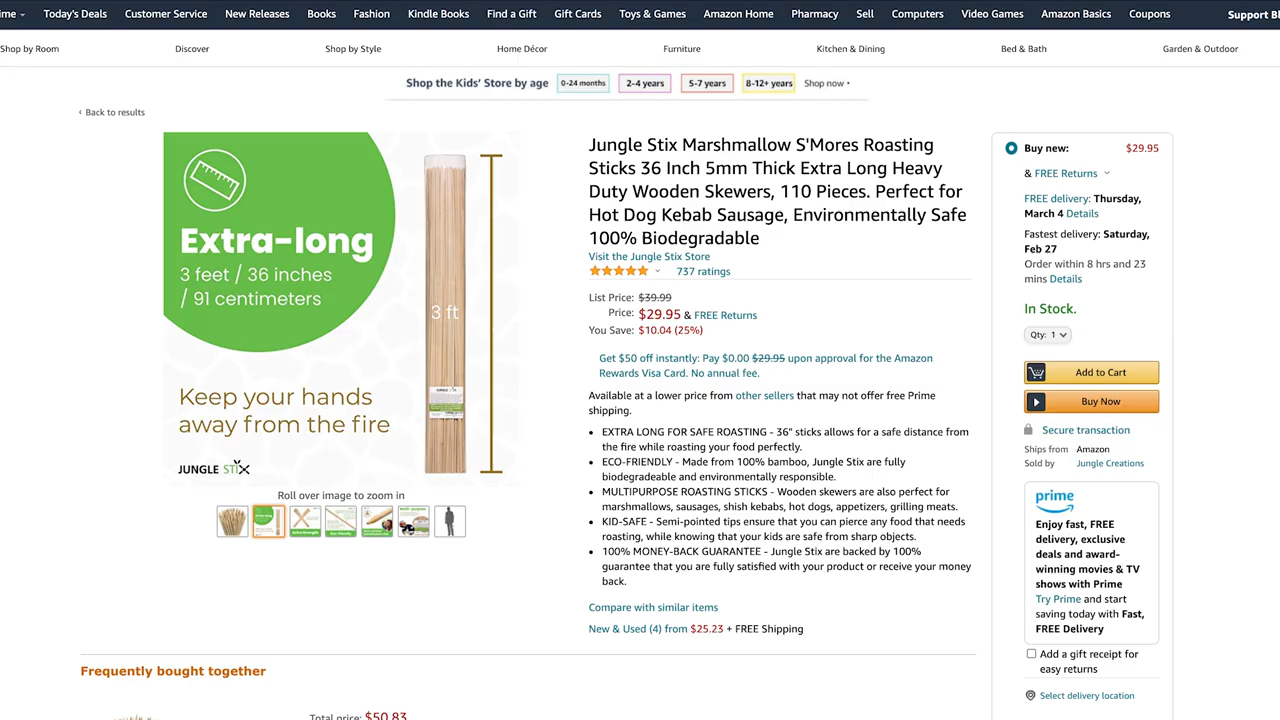 Today's Deals Customer Service New Releases Books Fashion Kindle Books Find a Gift Gift Cards Toys & Games Amazon Home Pharmacy Sell Computers Video Games Amazon Basics Coupons Support
Shop by Room Discover Shop by Style Home Décor Furniture Kitchen & Dining Bed & Bath Garden & Outdoor
Shop the Kids' Store by age 0-24 months 2-4 years 5-7 years 8-12+ years Shop now
‹ Back to results
Extra-long
3 feet / 36 inches
/ 91 centimeters
3 ft
Keep your hands
away from the fire
JUNGLE STIX
Roll over image to zoom in
Jungle Stix Marshmallow S'Mores Roasting
Sticks 36 Inch 5mm Thick Extra Long Heavy
Duty Wooden Skewers, 110 Pieces. Perfect for
Hot Dog Kebab Sausage, Environmentally Safe
100% Biodegradable
Visit the Jungle Stix Store
737 ratings
List Price: $39.99
Price: $29.95 & FREE Returns
You Save: $10.04 (25%)
Get $50 off instantly: Pay $0.00 $29.95 upon approval for the Amazon
Rewards Visa Card. No annual fee.
Available at a lower price from other sellers that may not offer free Prime
shipping.
• EXTRA LONG FOR SAFE ROASTING - 36" sticks allows for a safe distance from
the fire while roasting your food perfectly.
• ECO-FRIENDLY - Made from 100% bamboo, Jungle Stix are fully
biodegradeable and environmentally responsible.
• MULTIPURPOSE ROASTING STICKS - Wooden skewers are also perfect for
marshmallows, sausages, shish kebabs, hot dogs, appetizers, grilling meats.
• KID-SAFE - Semi-pointed tips ensure that you can pierce any food that needs
roasting, while knowing that your kids are safe from sharp objects.
• 100% MONEY-BACK GUARANTEE - Jungle Stix are backed by 100%
guarantee that you are fully satisfied with your product or receive your money
back.
Compare with similar items
New & Used (4) from $25.23 + FREE Shipping
Buy new: $29.95
& FREE Returns
FREE delivery: Thursday,
March 4 Details
Fastest delivery: Saturday,
Feb 27
Order within 8 hrs and 23
mins Details
In Stock.
Qty: 1
Add to Cart
Buy Now
Secure transaction
Ships from Amazon
Sold by Jungle Creations
prime
Enjoy fast, FREE
delivery, exclusive
deals and award-
winning movies & TV
shows with Prime
Try Prime and start
saving today with Fast,
FREE Delivery
Add a gift receipt for
easy returns
Select delivery location
Frequently bought together
Total price: $50.83